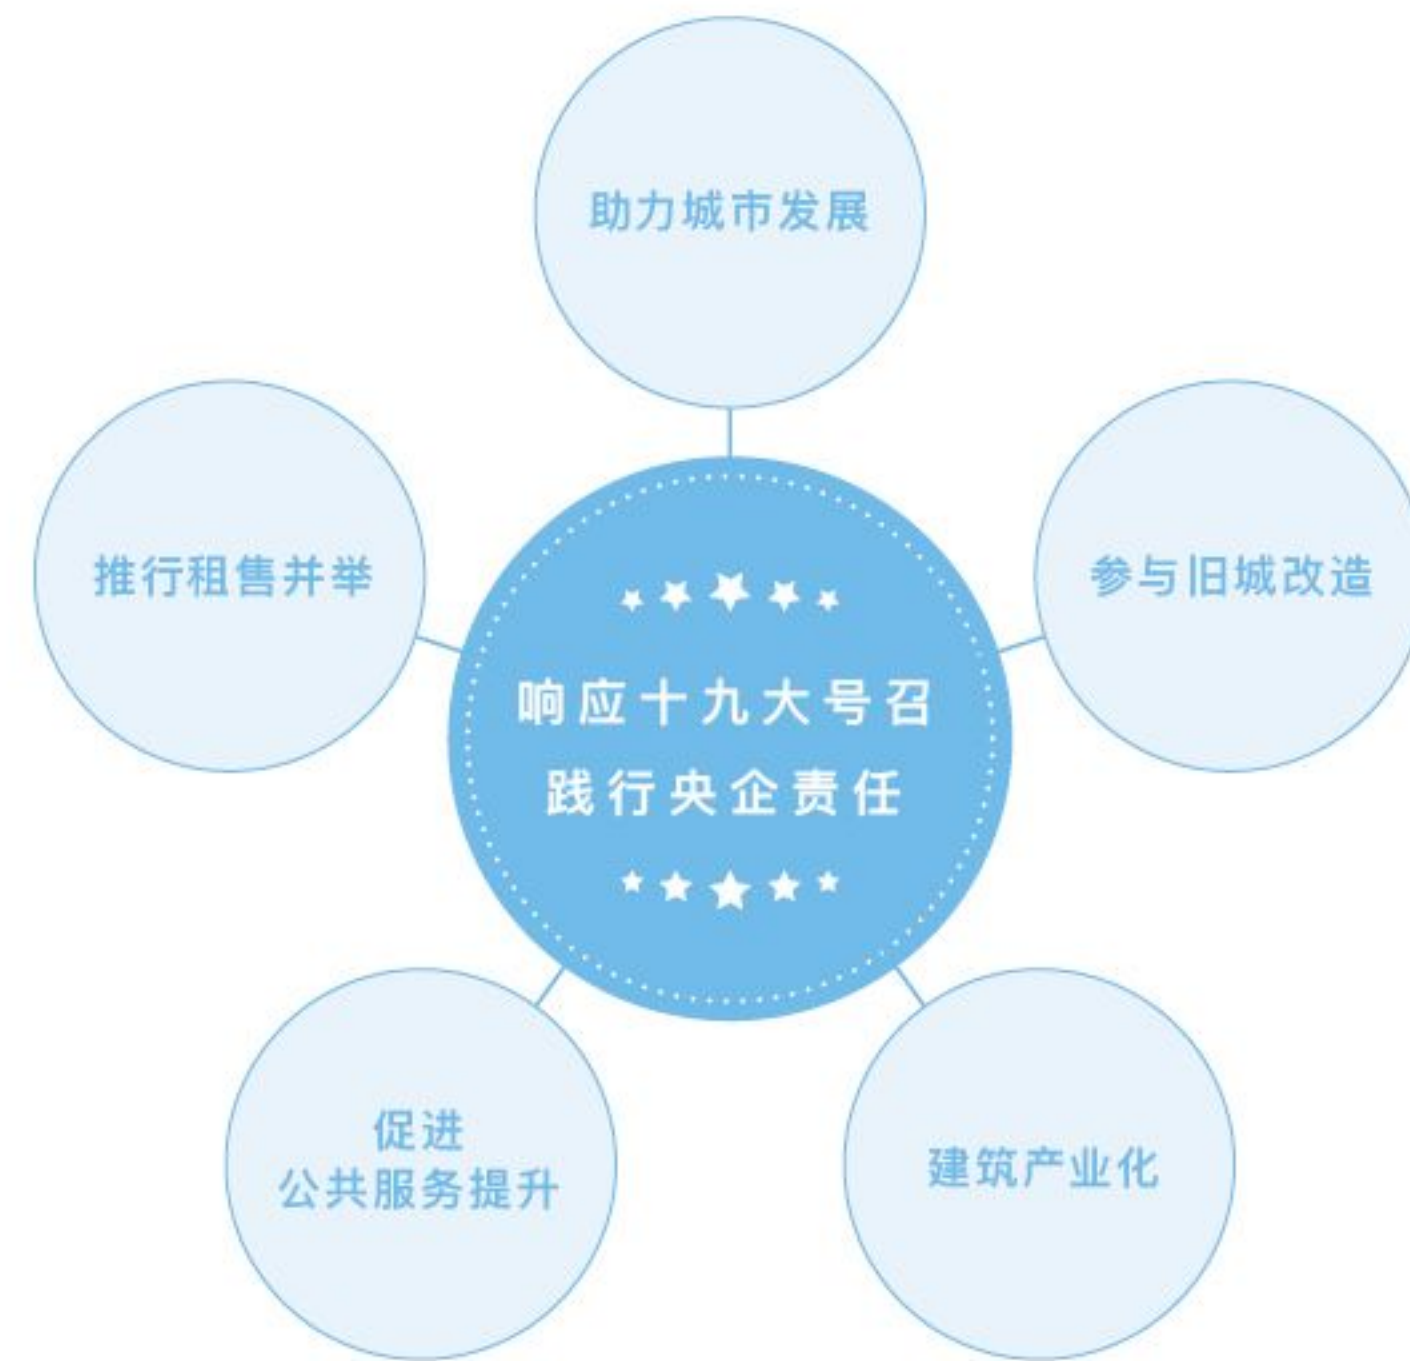 助力城市发展
推行租售并举
参与旧城改造
响应十九大号召
践行央企责任
促进
公共服务提升
建筑产业化